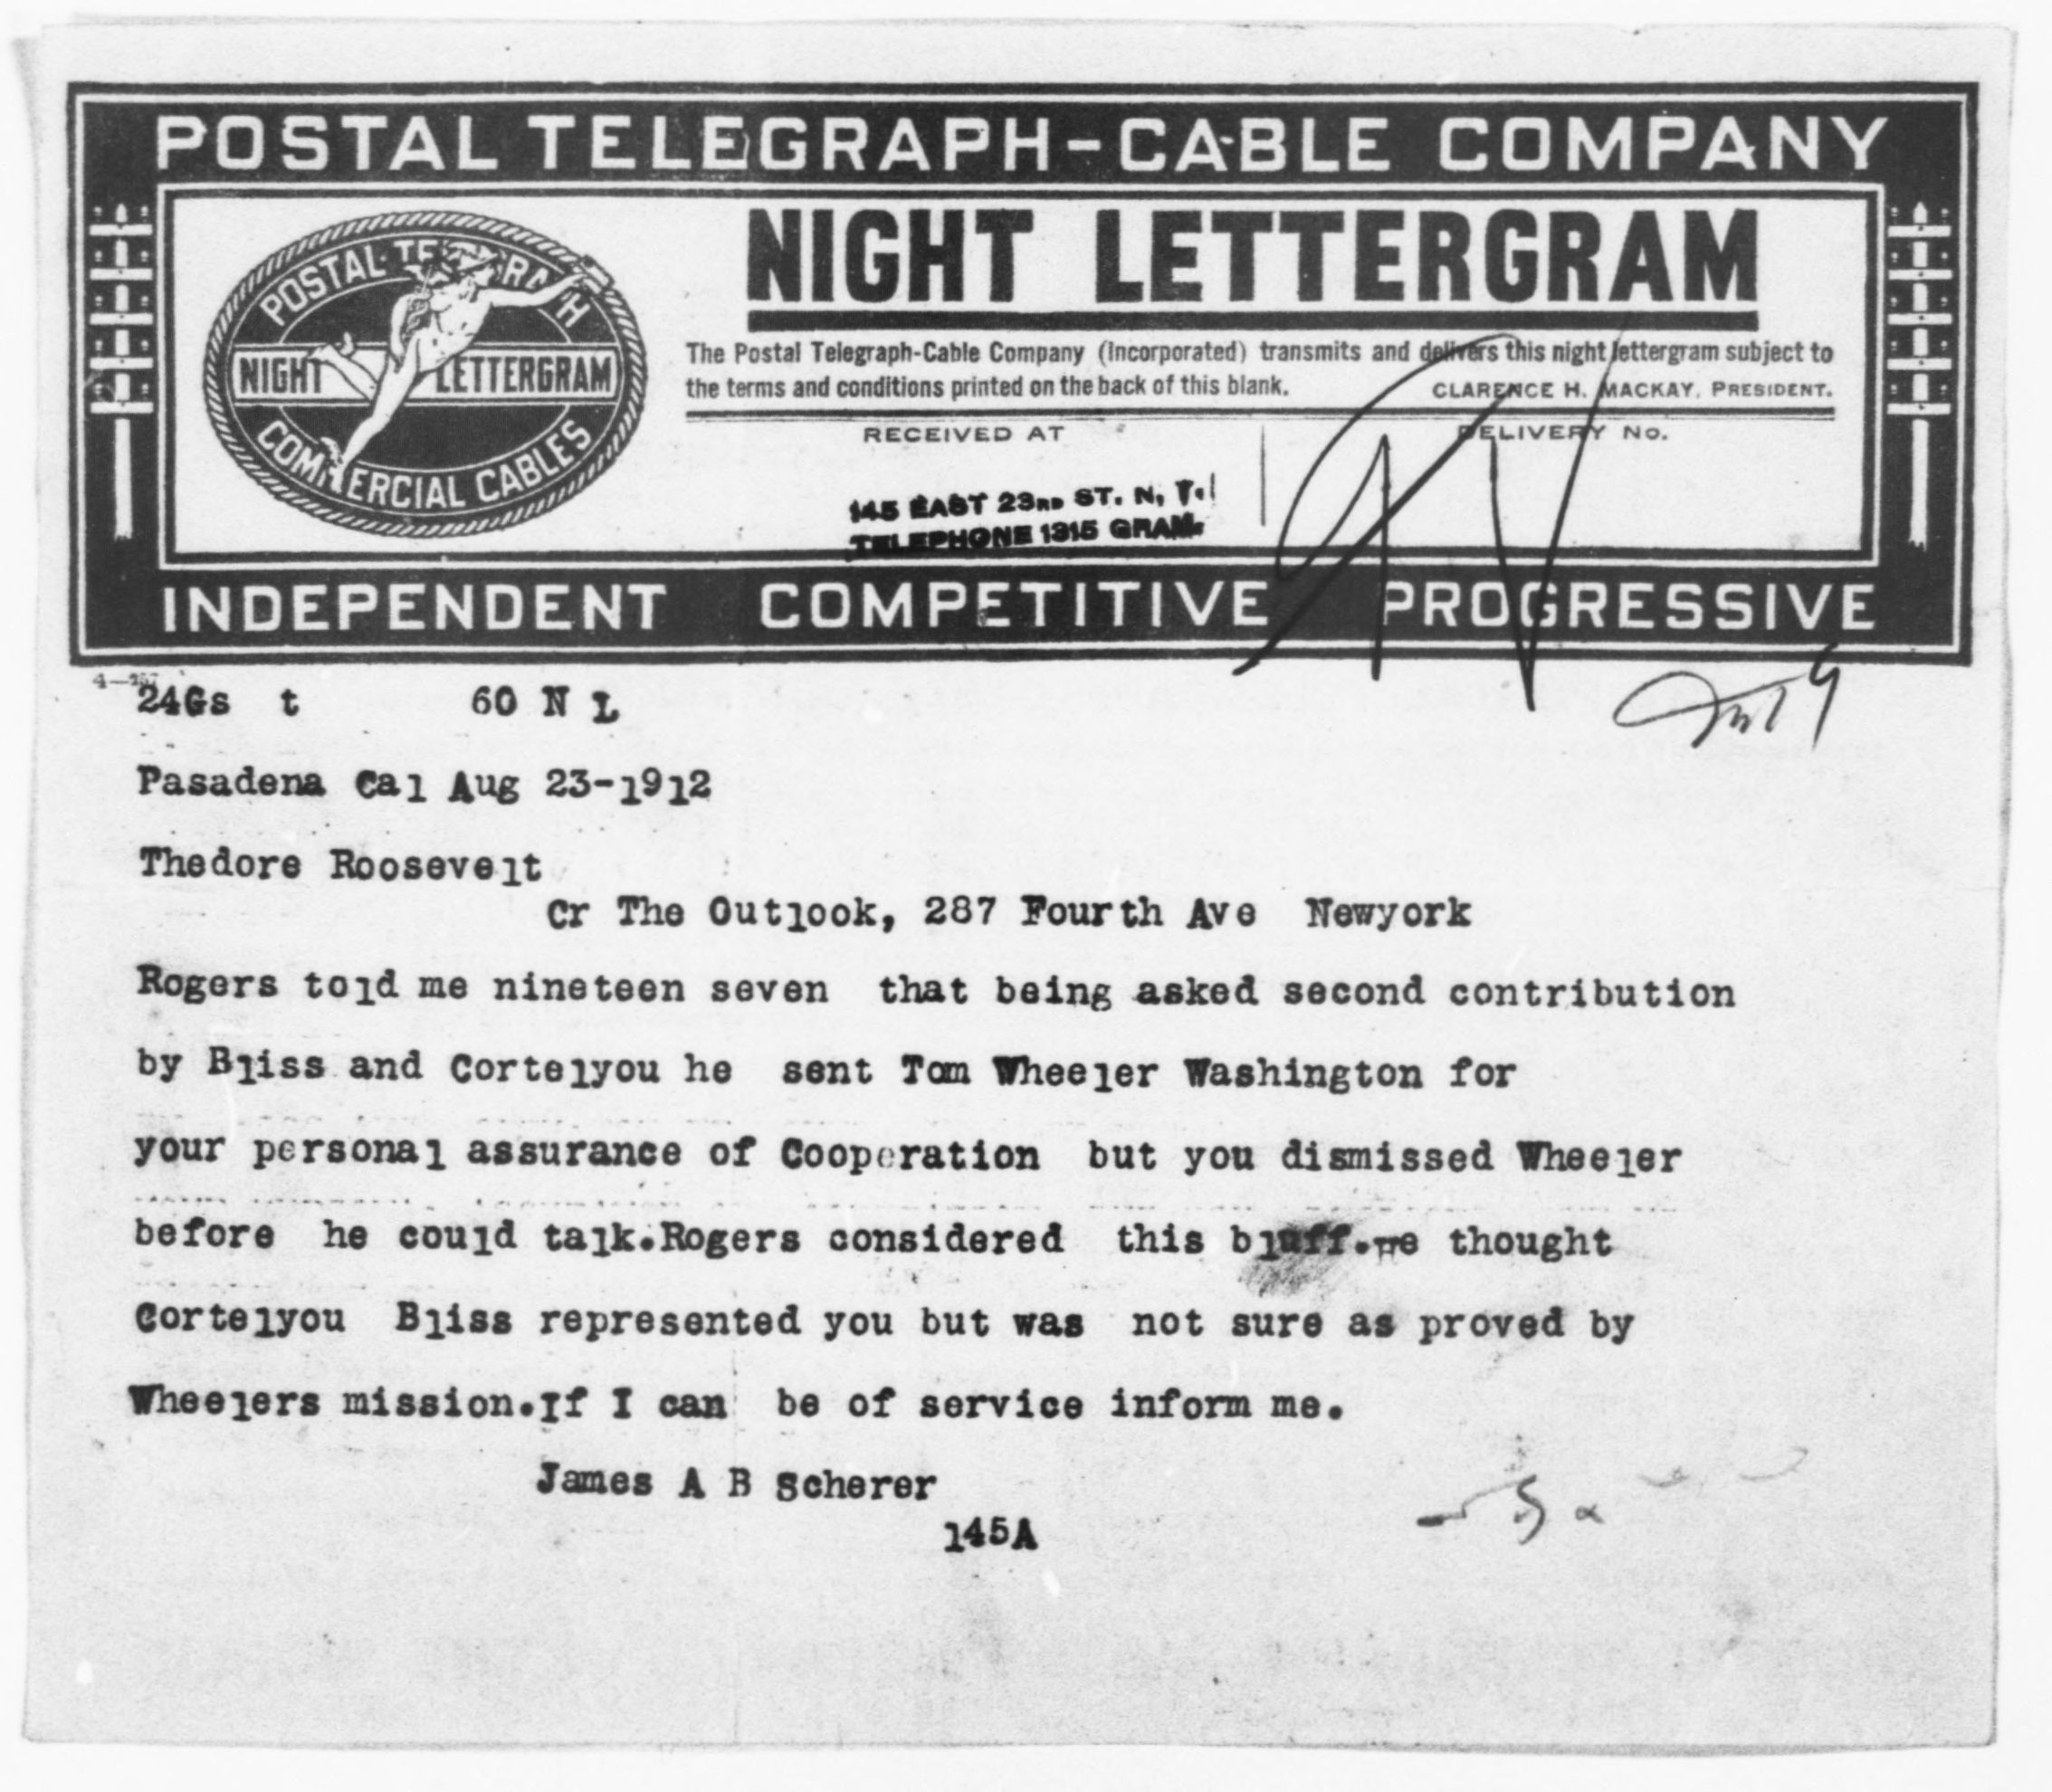 POSTAL TELEGRAPH-CABLE COMPANY
POSTAL TELEGRAPH
NIGHT LETTERGRAM
COMMERCIAL CABLES
NIGHT LETTERGRAM
The Postal Telegraph-Cable Company (Incorporated) transmits and delivers this night lettergram subject to
the terms and conditions printed on the back of this blank. CLARENCE H. MACKAY, PRESIDENT.
RECEIVED AT DELIVERY No.
145 EAST 23RD ST. N, Y.
TELEPHONE 1315 GRAM.
INDEPENDENT COMPETITIVE PROGRESSIVE
24Gs t 60 N L
Pasadena Cal Aug 23-1912
Thedore Roosevelt
Cr The Outlook, 287 Fourth Ave Newyork
Rogers told me nineteen seven that being asked second contribution
by Bliss and Cortelyou he sent Tom Wheeler Washington for
your personal assurance of Cooperation but you dismissed Wheeler
before he could talk.Rogers considered this bluff.He thought
Cortelyou Bliss represented you but was not sure as proved by
Wheelers mission.If I can be of service inform me.
James A B Scherer
145A